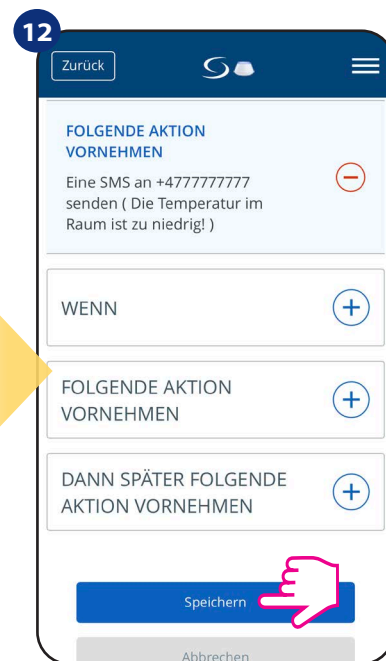 12
Zurück
FOLGENDE AKTION
VORNEHMEN
Eine SMS an +4777777777
senden ( Die Temperatur im
Raum ist zu niedrig! )
WENN
FOLGENDE AKTION
VORNEHMEN
DANN SPÄTER FOLGENDE
AKTION VORNEHMEN
Speichern
Abbrechen